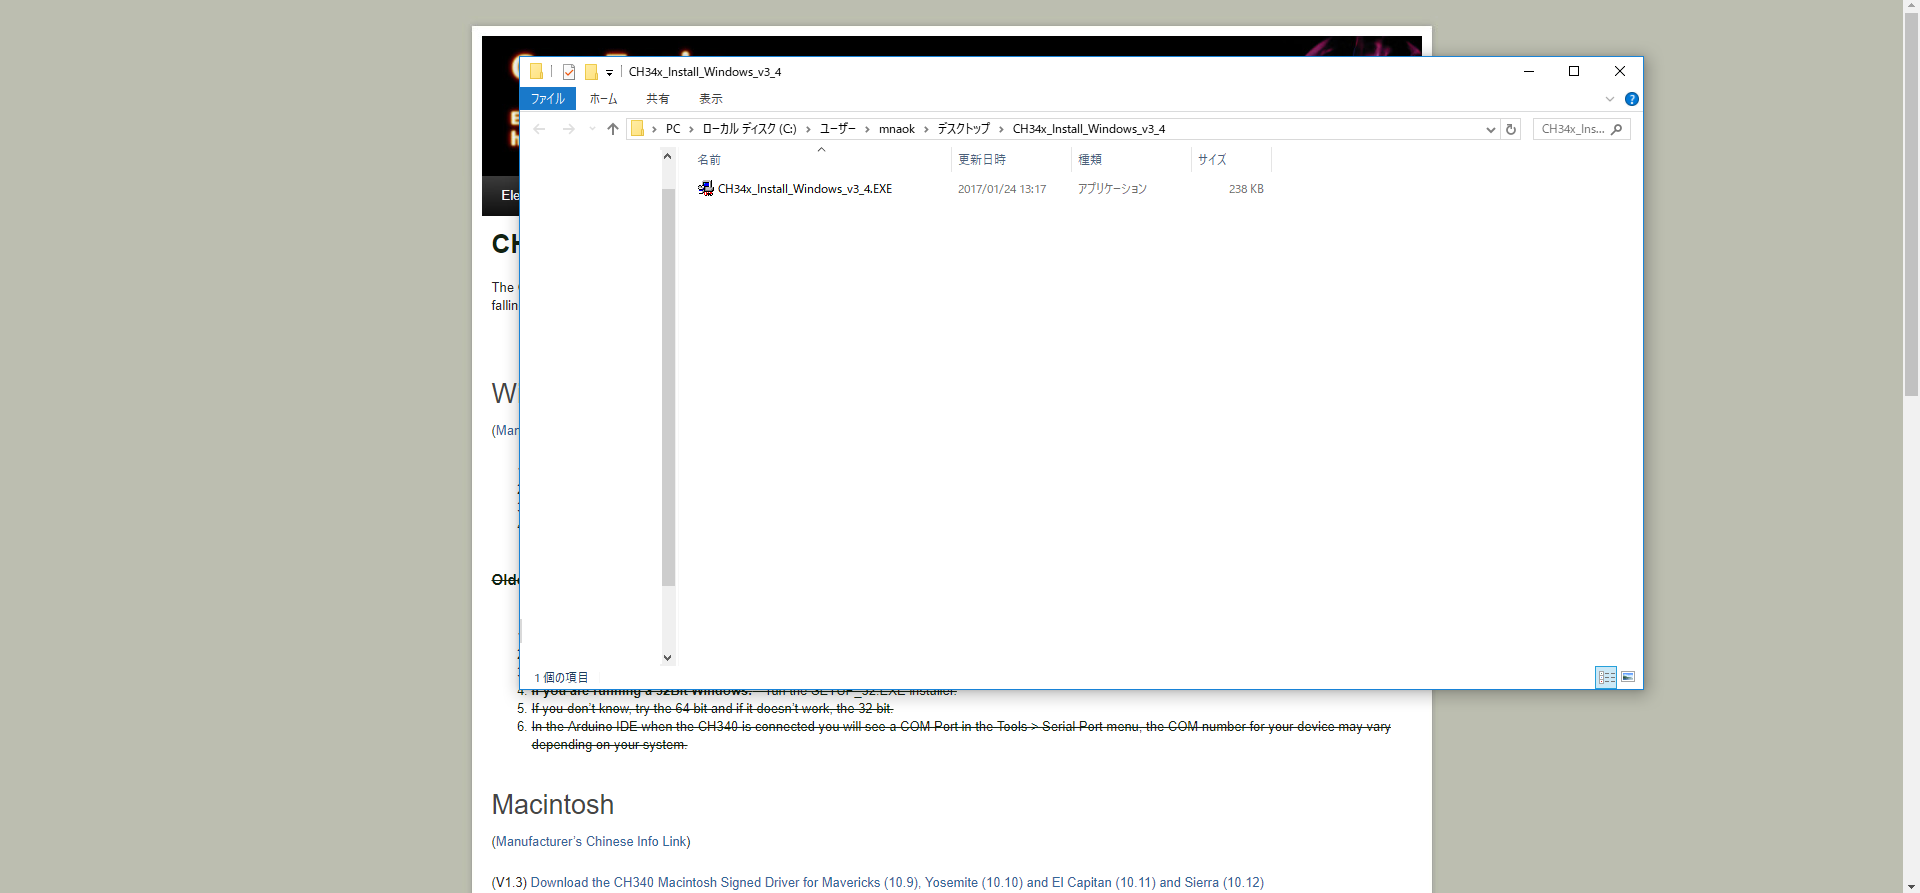 CH34x_Install_Windows_v3_4
ファイル ホーム 共有 表示
PC ローカル ディスク (C:) ユーザー mnaok デスクトップ CH34x_Install_Windows_v3_4
CH34x_Ins...
名前 更新日時 種類 サイズ
CH34x_Install_Windows_v3_4.EXE 2017/01/24 13:17 アプリケーション 238 KB
Ele
CH
The
fallin
(Man
Olde
1 個の項目
4. If you are running a 32Bit Windows: run the SETUP_32.EXE installer.
5. If you don't know, try the 64 bit and if it doesn't work, the 32 bit.
6. In the Arduino IDE when the CH340 is connected you will see a COM Port in the Tools > Serial Port menu, the COM number for your device may vary
depending on your system.
Macintosh
(Manufacturer's Chinese Info Link)
(V1.3) Download the CH340 Macintosh Signed Driver for Mavericks (10.9), Yosemite (10.10) and El Capitan (10.11) and Sierra (10.12)